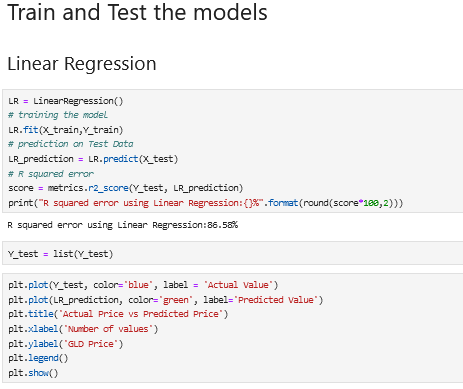 Train and Test the models
Linear Regression
LR = LinearRegression()
# training the model
LR.fit(X_train,Y_train)
# prediction on Test Data
LR_prediction = LR.predict(X_test)
# R squared error
score = metrics.r2_score(Y_test, LR_prediction)
print("R squared error using Linear Regression:{}%".format(round(score*100,2)))
R squared error using Linear Regression:86.58%
Y_test = list(Y_test)
plt.plot(Y_test, color='blue', label = 'Actual Value')
plt.plot(LR_prediction, color='green', label='Predicted Value')
plt.title('Actual Price vs Predicted Price')
plt.xlabel('Number of values')
plt.ylabel('GLD Price')
plt.legend()
plt.show()